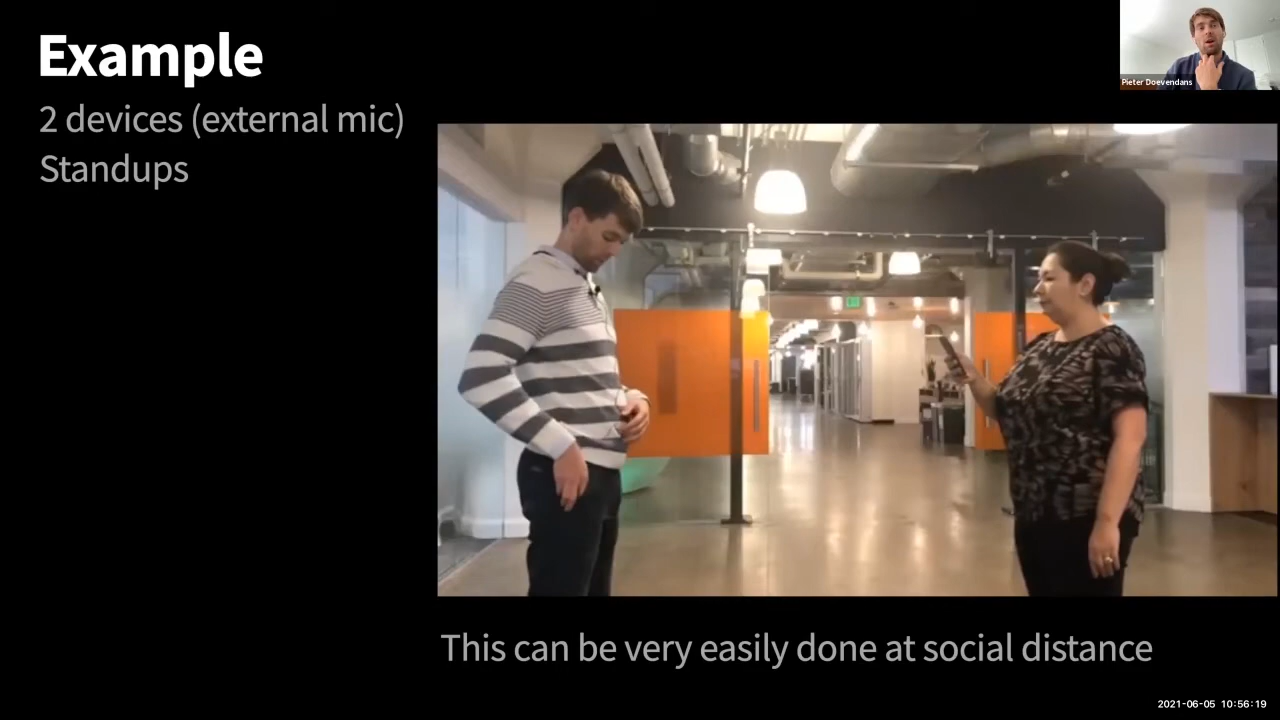 Example
2 devices (external mic)
Standups
Pieter Doevendans
This can be very easily done at social distance
2021-06-05 10:56:19